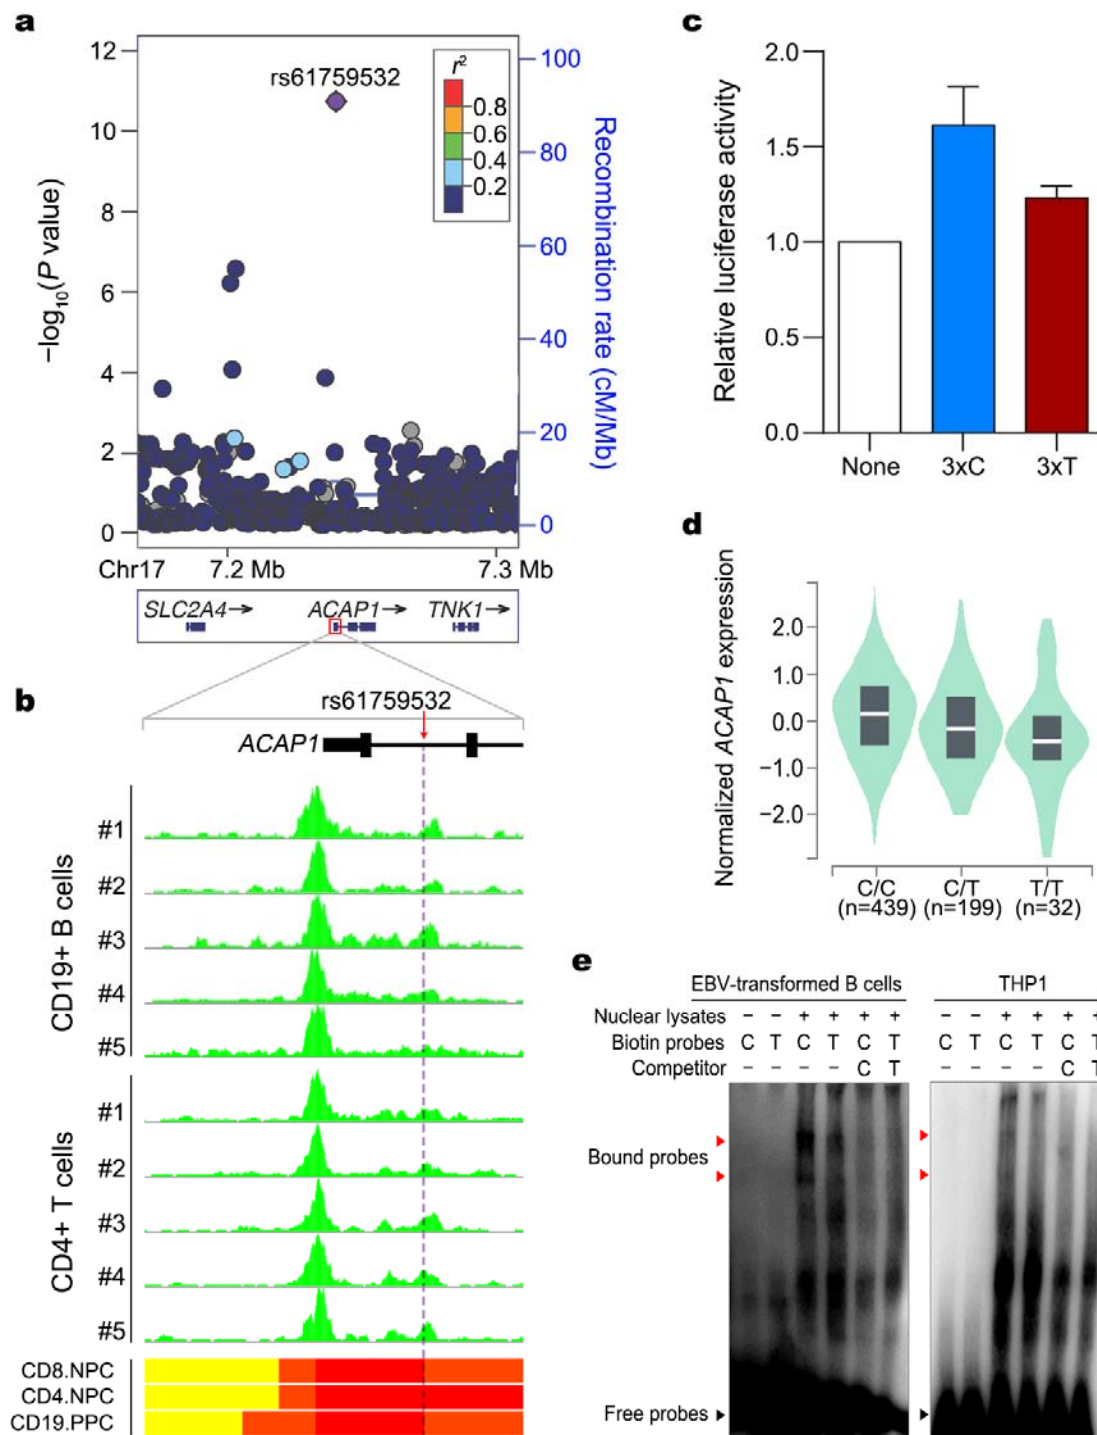 a
rs61759532
r²
0.8
0.6
0.4
0.2
12
10
8
6
4
2
0
−log₁₀(P value)
100
80
60
40
20
0
Recombination rate (cM/Mb)
Chr17 7.2 Mb 7.3 Mb
SLC2A4→ ACAP1→ TNK1→
b
rs61759532
ACAP1
CD19+ B cells
#1
#2
#3
#4
#5
CD4+ T cells
#1
#2
#3
#4
#5
CD8.NPC
CD4.NPC
CD19.PPC
c
Relative luciferase activity
2.0
1.5
1.0
0.5
0.0
None 3xC 3xT
d
Normalized ACAP1 expression
2.0
1.0
0.0
−1.0
−2.0
C/C C/T T/T
(n=439) (n=199) (n=32)
e
EBV-transformed B cells THP1
Nuclear lysates − − + + + + − − + + + +
Biotin probes C T C T C T C T C T C T
Competitor − − − − C T − − − − C T
Bound probes
Free probes